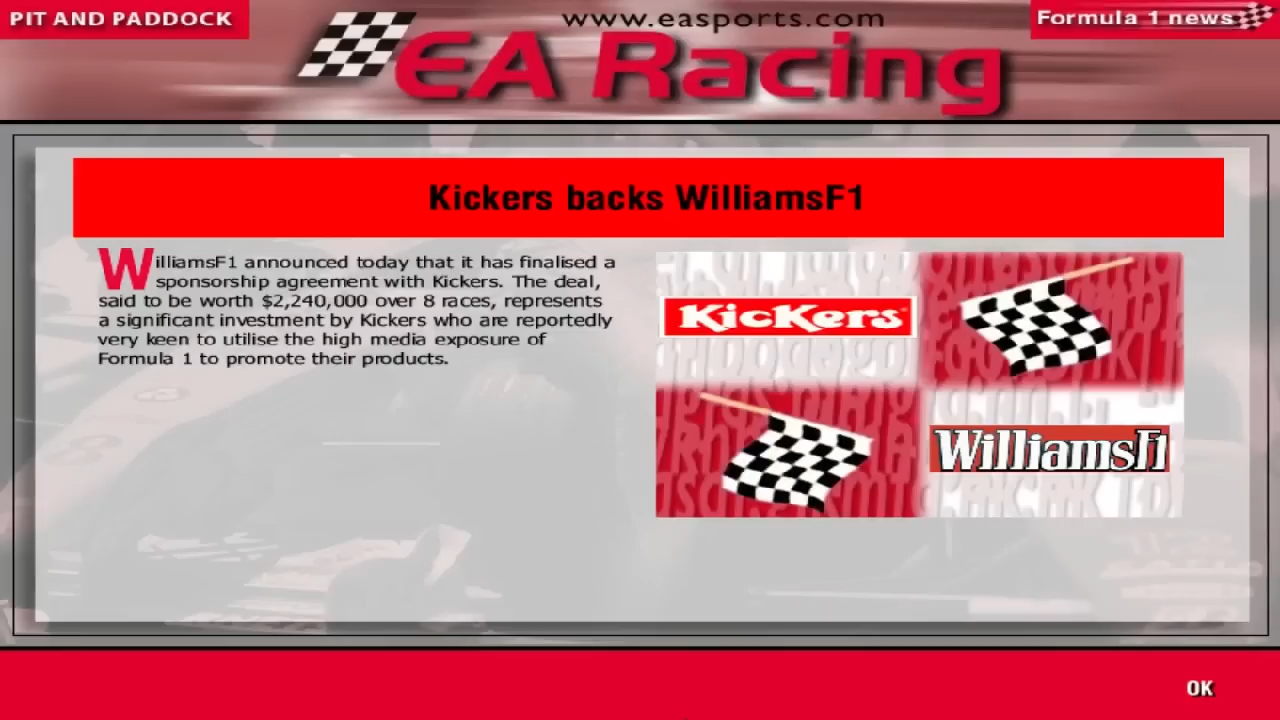 PIT AND PADDOCK
www.easports.com
Formula 1 news
EA Racing
Kickers backs WilliamsF1
WilliamsF1 announced today that it has finalised a
sponsorship agreement with Kickers. The deal,
said to be worth $2,240,000 over 8 races, represents
a significant investment by Kickers who are reportedly
very keen to utilise the high media exposure of
Formula 1 to promote their products.
KicKers
WilliamsF1
OK